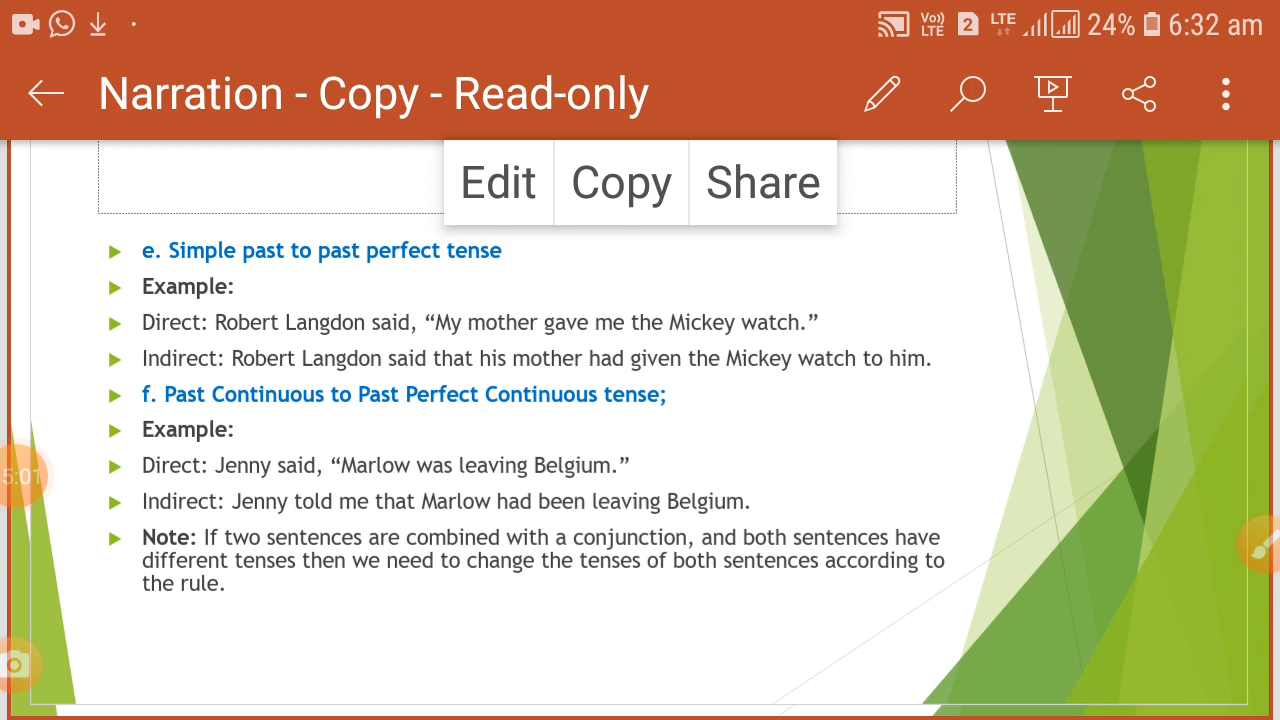 Vo))
LTE
2
LTE
24%
6:32 am
Narration - Copy - Read-only
Edit
Copy
Share
e. Simple past to past perfect tense
Example:
Direct: Robert Langdon said, “My mother gave me the Mickey watch.”
Indirect: Robert Langdon said that his mother had given the Mickey watch to him.
f. Past Continuous to Past Perfect Continuous tense;
Example:
Direct: Jenny said, “Marlow was leaving Belgium.”
5:01
Indirect: Jenny told me that Marlow had been leaving Belgium.
Note: If two sentences are combined with a conjunction, and both sentences have
different tenses then we need to change the tenses of both sentences according to
the rule.